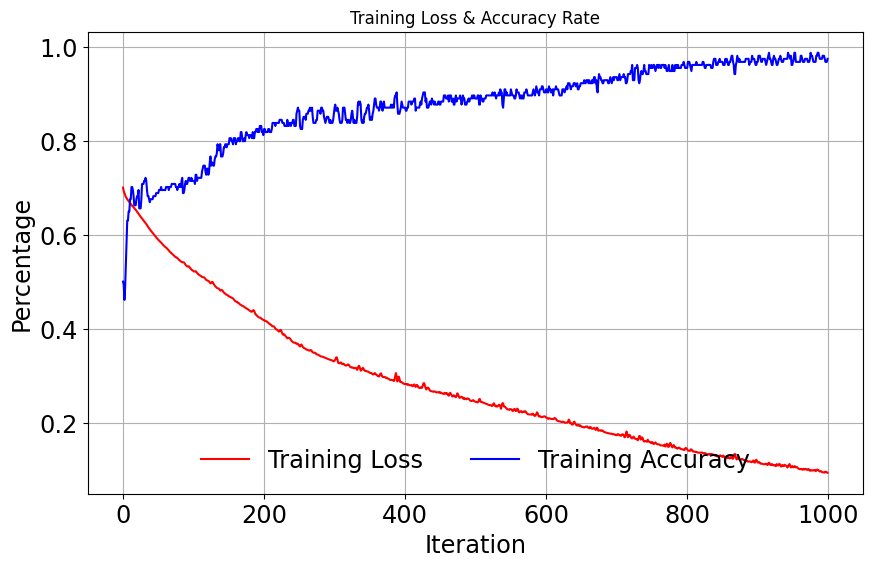 Training Loss & Accuracy Rate
1.0
0.8
0.6
0.4
0.2
Percentage
Training Loss
Training Accuracy
0 200 400 600 800 1000
Iteration